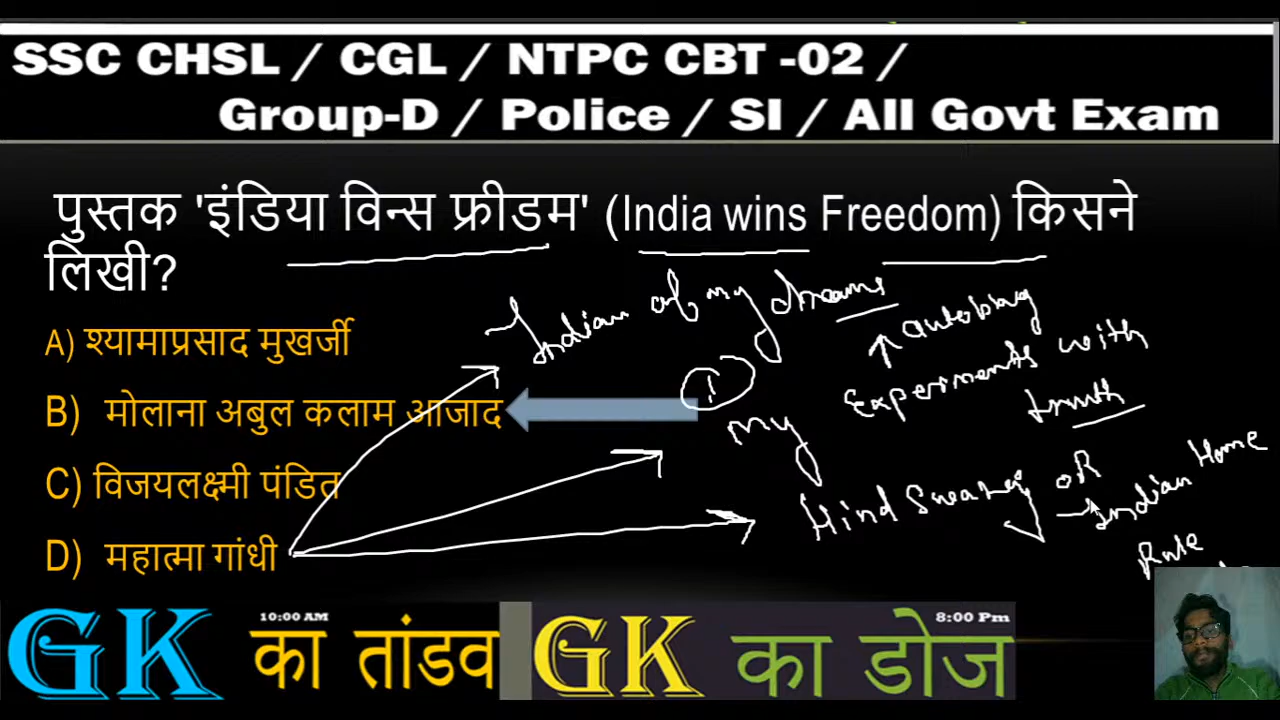 SSC CHSL / CGL / NTPC CBT -02 /
Group-D / Police / SI / All Govt Exam
पुस्तक 'इंडिया विन्स फ्रीडम' (India wins Freedom) किसने
लिखी?
Indian of my dreams
A) श्यामाप्रसाद मुखर्जी
autobiog
Experments with
truth
B) मोलाना अबुल कलाम आजाद
1
my
C) विजयलक्ष्मी पंडित
Hind
OR
Indian Home
Rule
D) महात्मा गांधी
10:00 AM
GK का तांडव
8:00 Pm
GK का डोज